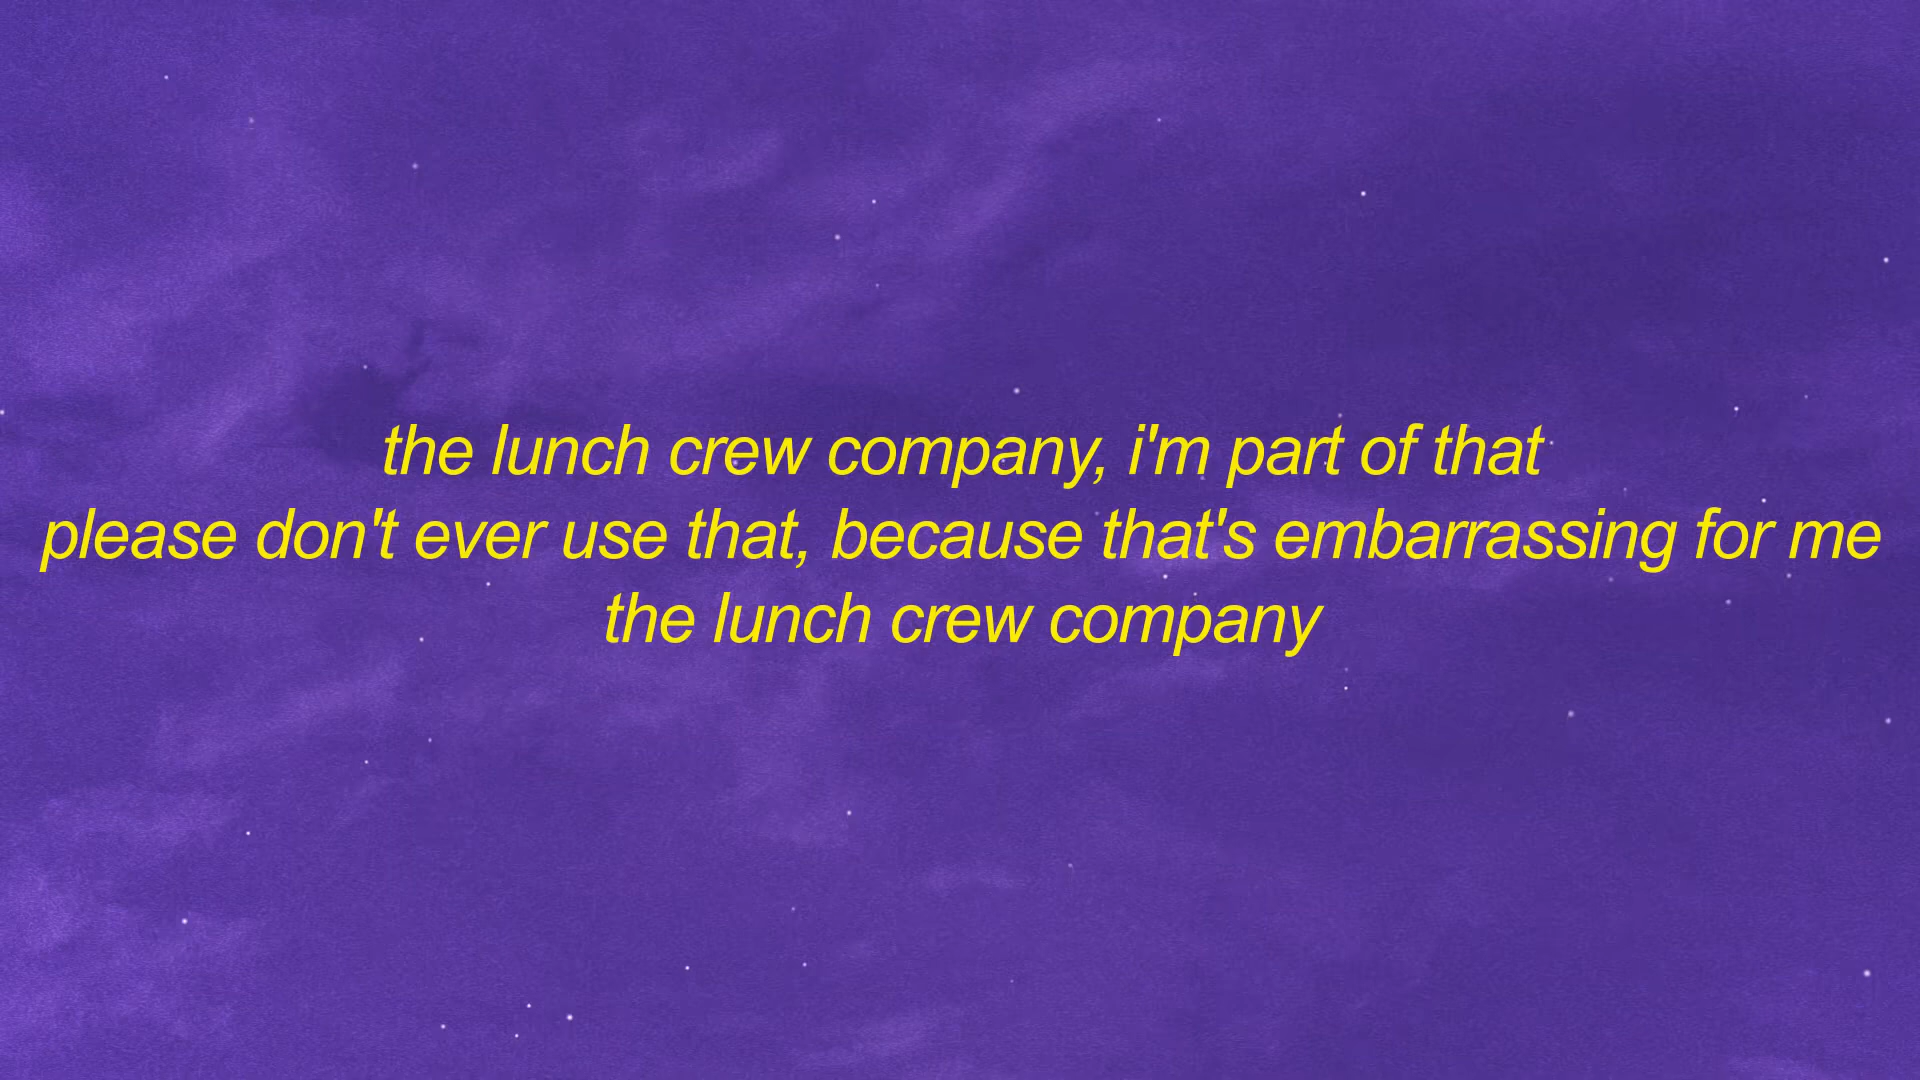 the lunch crew company, i'm part of that
please don't ever use that, because that's embarrassing for me
the lunch crew company